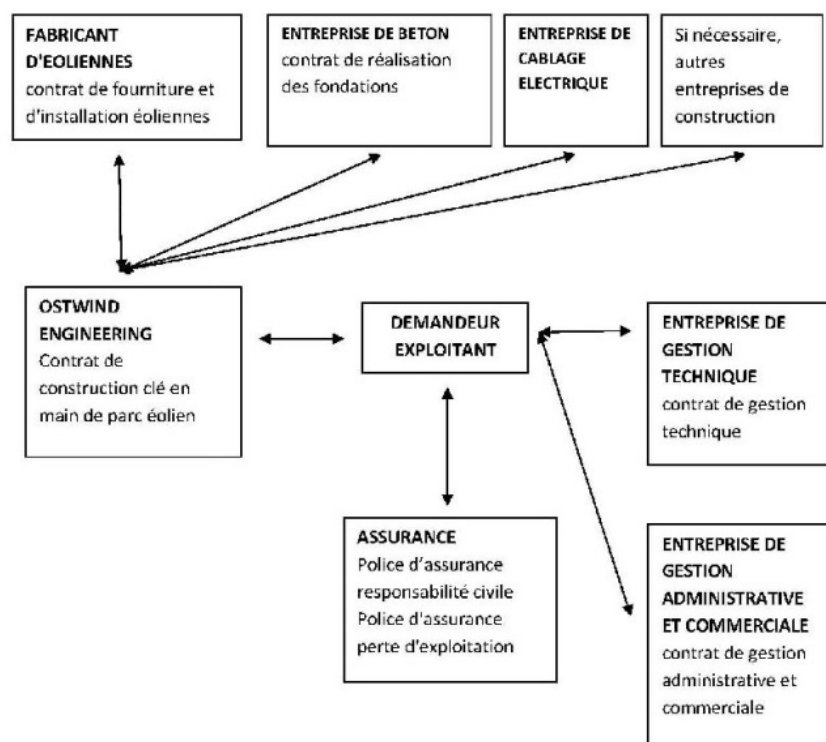 FABRICANT
D'EOLIENNES
contrat de fourniture et
d'installation éoliennes
ENTREPRISE DE BETON
contrat de réalisation
des fondations
ENTREPRISE DE
CABLAGE
ELECTRIQUE
Si nécessaire,
autres
entreprises de
construction
OSTWIND
ENGINEERING
Contrat de
construction clé en
main de parc éolien
DEMANDEUR
EXPLOITANT
ENTREPRISE DE
GESTION
TECHNIQUE
contrat de gestion
technique
ASSURANCE
Police d'assurance
responsabilité civile
Police d'assurance
perte d'exploitation
ENTREPRISE DE
GESTION
ADMINISTRATIVE
ET COMMERCIALE
contrat de gestion
administrative et
commerciale